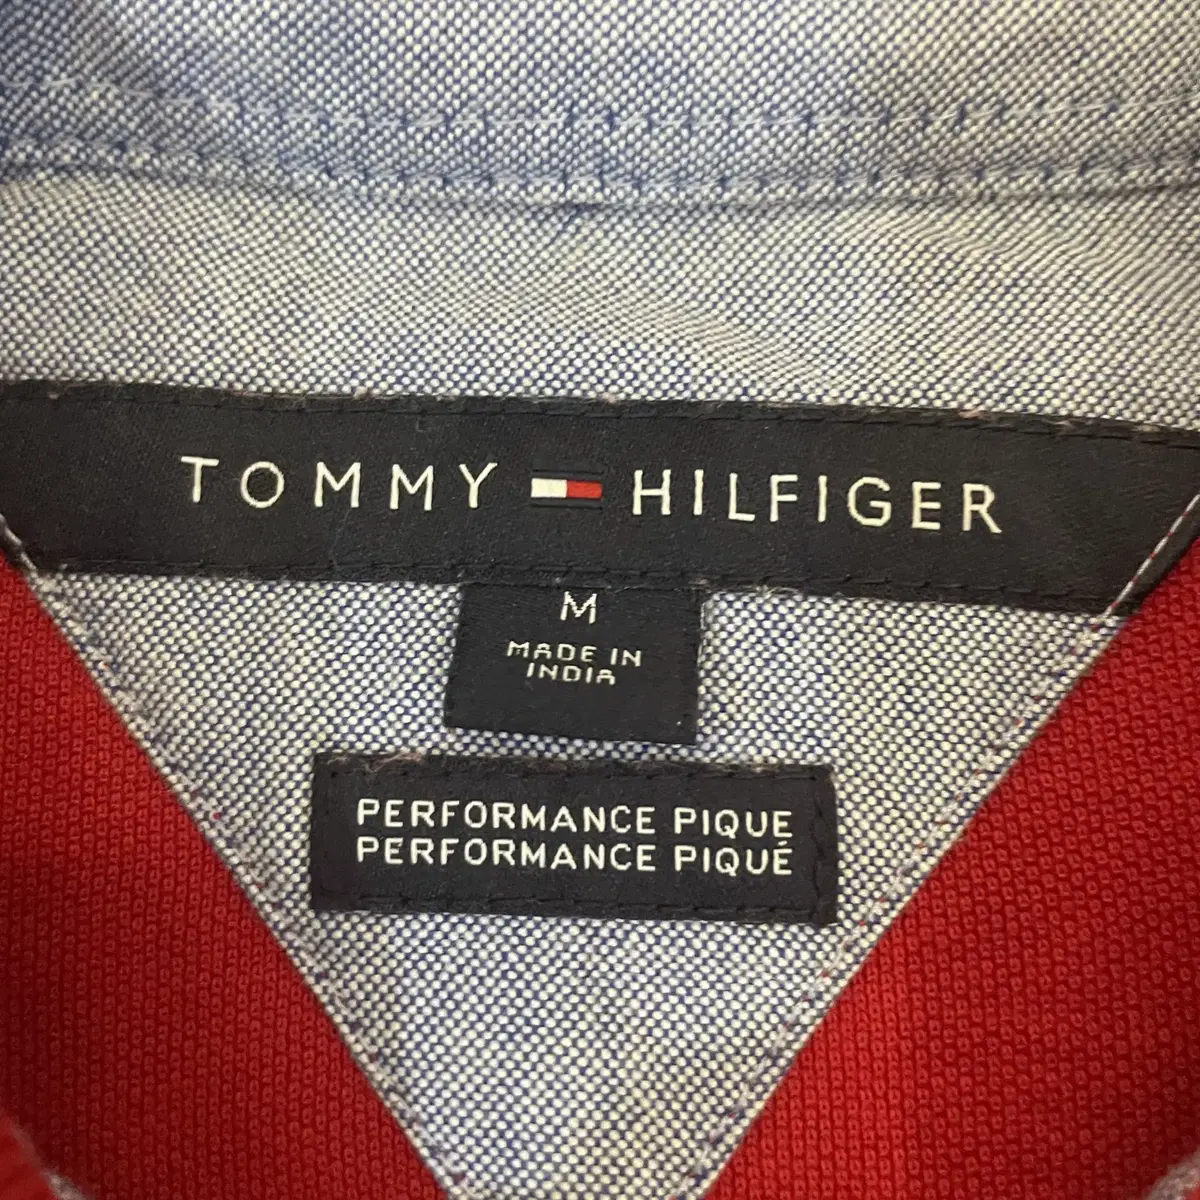 TOMMY HILFIGER
M
MADE IN
INDIA
PERFORMANCE PIQUE
PERFORMANCE PIQUÉ